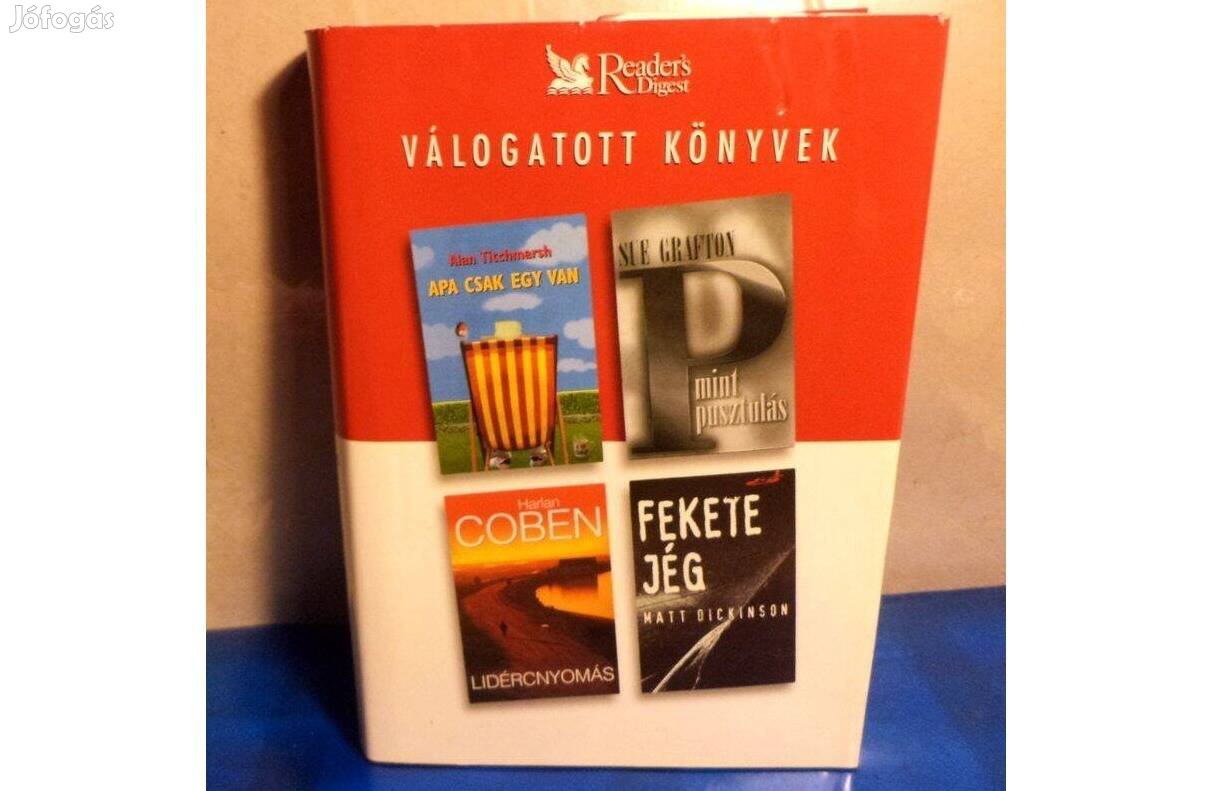 Jófogás
Reader's
Digest
VÁLOGATOTT KÖNYVEK
Alan Titchmarsh
APA CSAK EGY VAN
SUE GRAFTON
P
mint
pusztulás
Harlan
COBEN
LIDÉRCNYOMÁS
FEKETE
JÉG
MATT DICKINSON